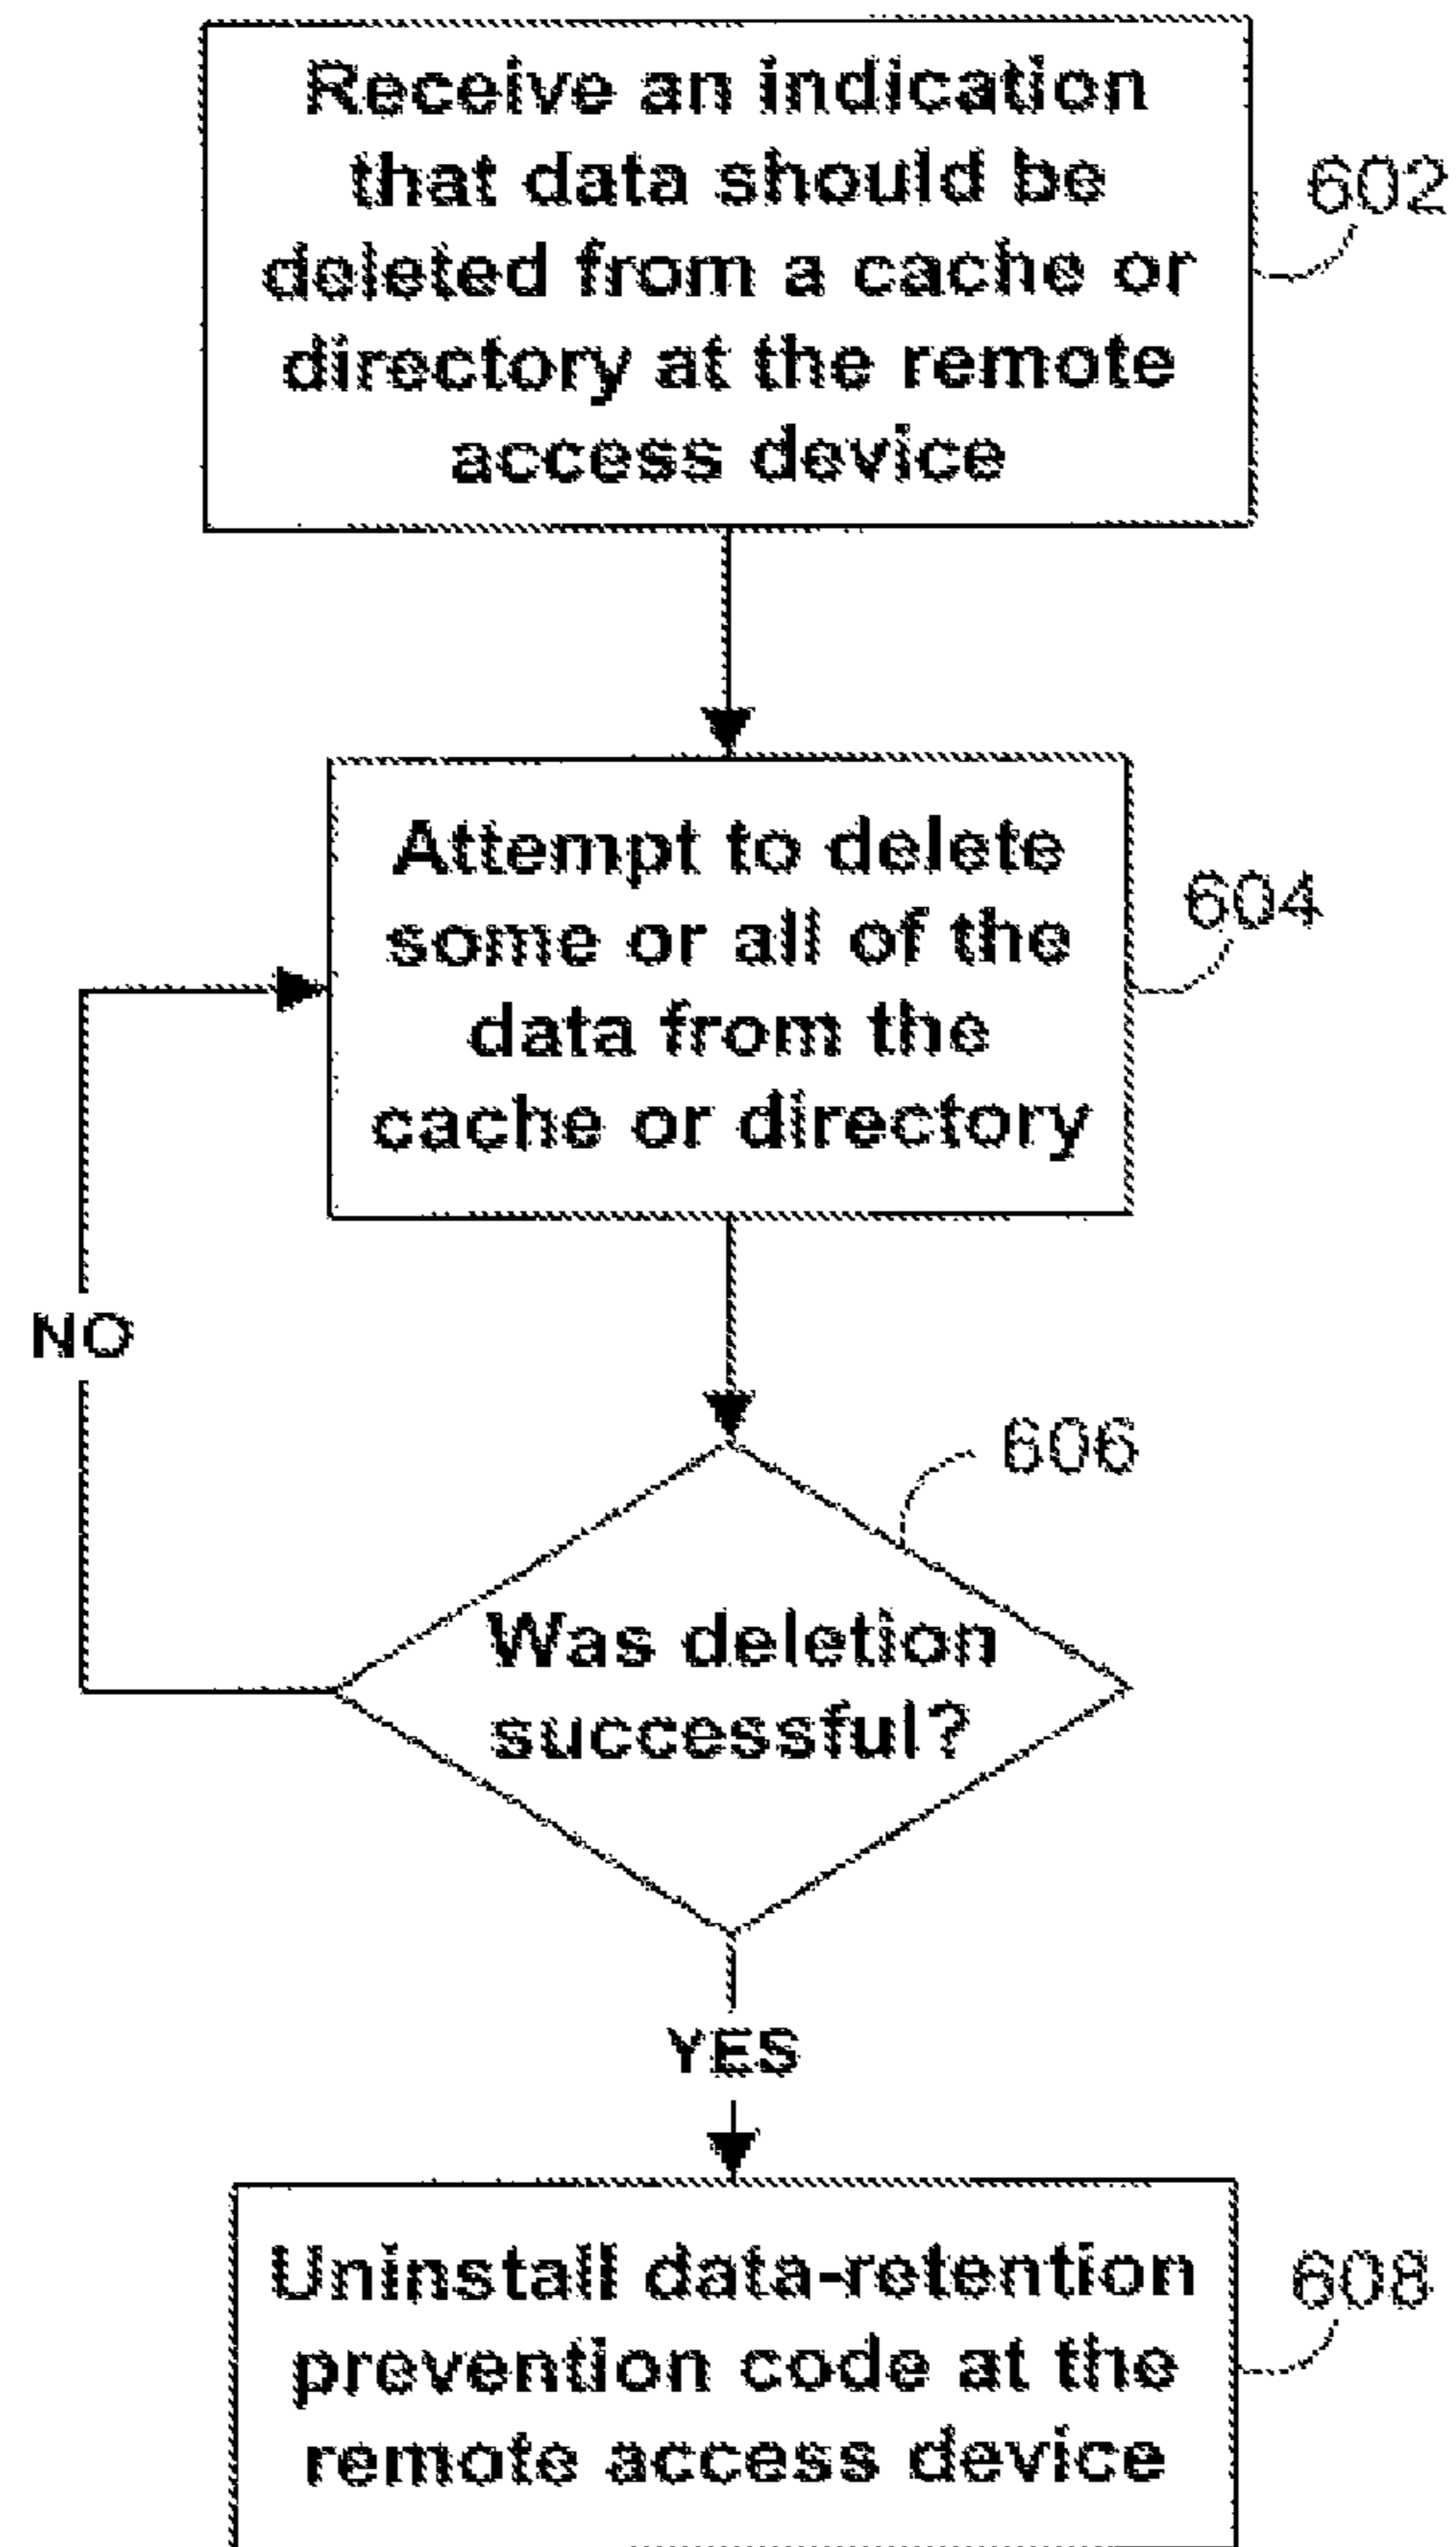 Receive an indication
that data should be
deleted from a cache or
directory at the remote
access device
602
Attempt to delete
some or all of the
data from the
cache or directory
604
NO
606
Was deletion
successful?
YES
Uninstall data-retention
prevention code at the
remote access device
608